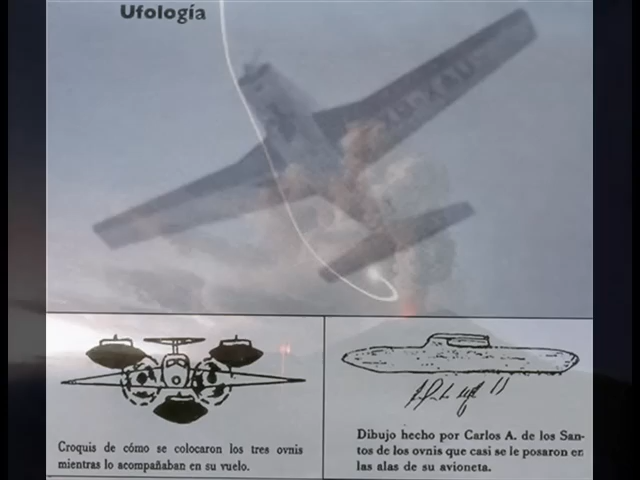 Ufología
Croquis de cómo se colocaron los tres ovnis
mientras lo acompañaban en su vuelo.
Dibujo hecho por Carlos A. de los San-
tos de los ovnis que casi se le posaron en
las alas de su avioneta.